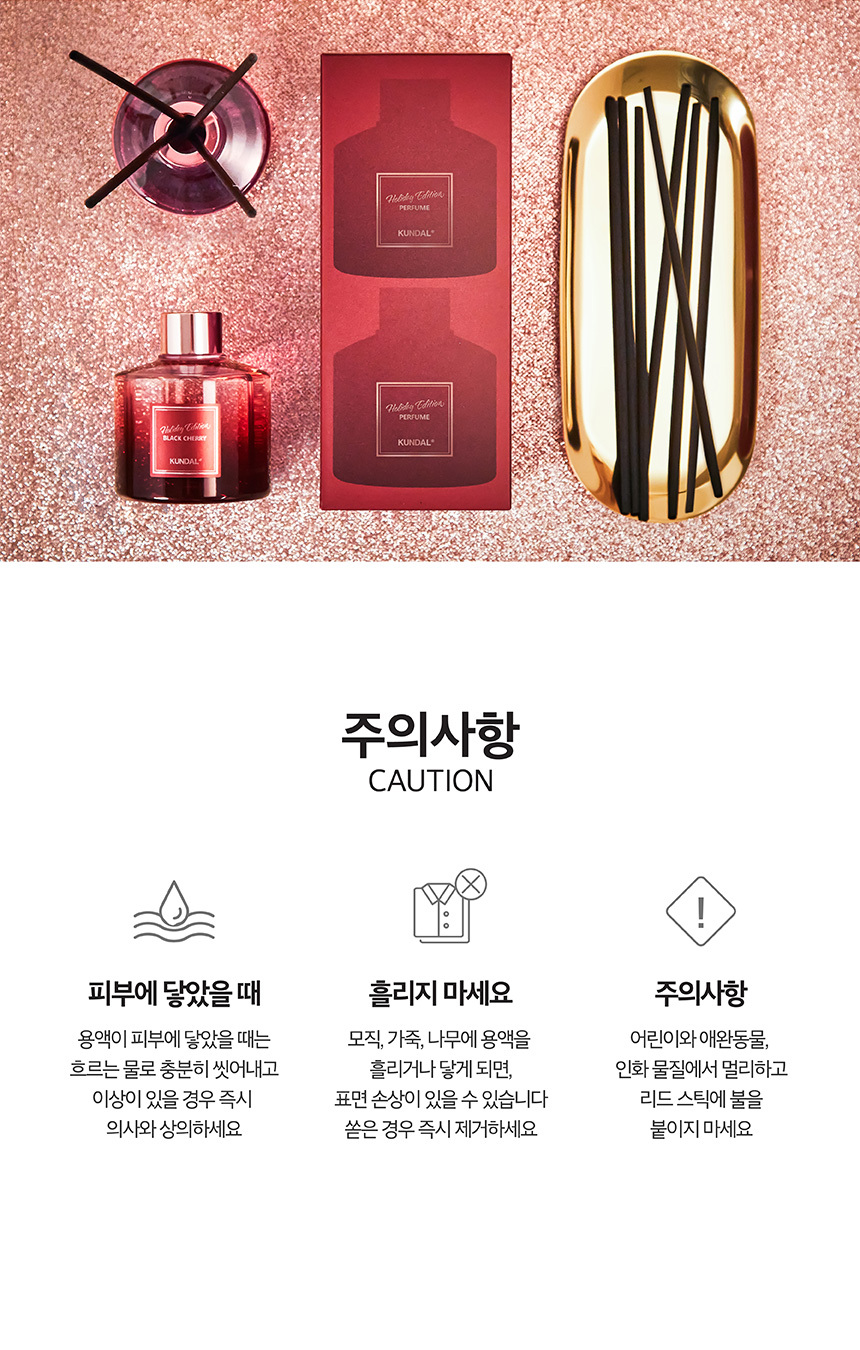 Holiday Edition
PERFUME
KUNDAL®
Holiday Edition
PERFUME
KUNDAL®
Holiday Edition
BLACK CHERRY
KUNDAL®
주의사항
CAUTION
피부에 닿았을 때
용액이 피부에 닿았을 때는
흐르는 물로 충분히 씻어내고
이상이 있을 경우 즉시
의사와 상의하세요
흘리지 마세요
모직, 가죽, 나무에 용액을
흘리거나 닿게 되면,
표면 손상이 있을 수 있습니다
쏟은 경우 즉시 제거하세요
주의사항
어린이와 애완동물,
인화 물질에서 멀리하고
리드 스틱에 불을
붙이지 마세요